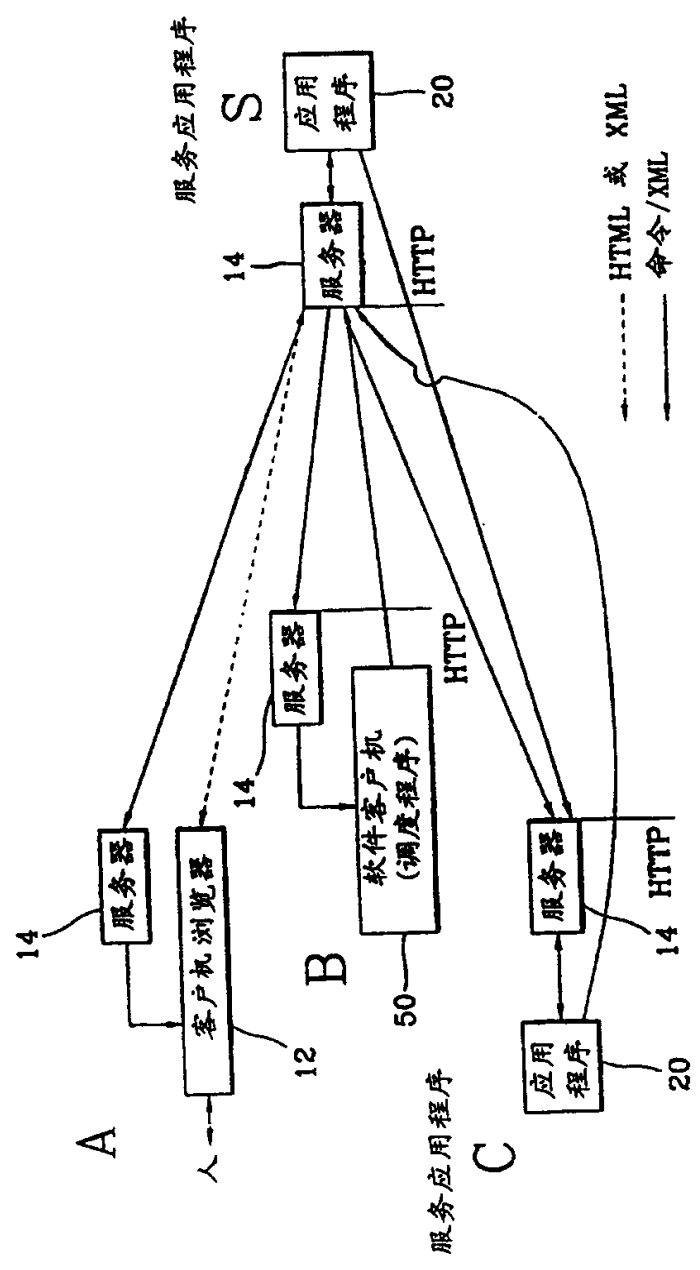 A
14
服务器
客户机浏览器
12
人
服务应用程序
S
14
服务器
应用
程序
20
HTTP
B
14
服务器
软件客户机
(调度程序)
50
HTTP
服务应用程序
C
应用
程序
20
服务器
14
HTTP
HTML 或 XML
命令/XML